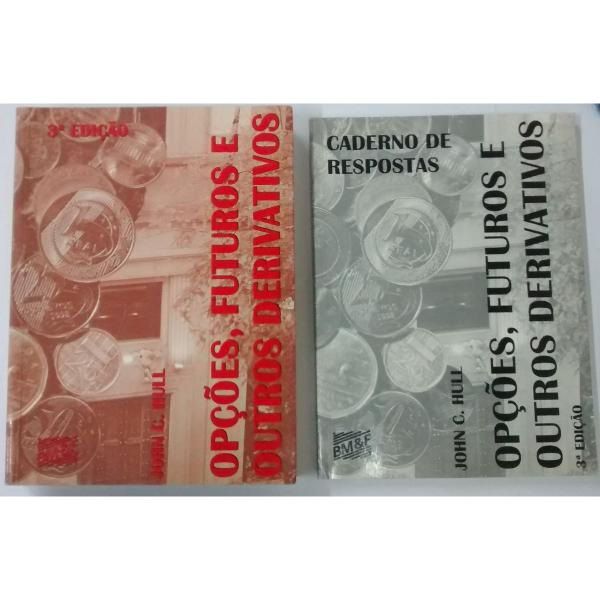 3ª EDIÇÃO
OPÇÕES, FUTUROS E
OUTROS DERIVATIVOS
JOHN C. HULL
CADERNO DE
RESPOSTAS
OPÇÕES, FUTUROS E
OUTROS DERIVATIVOS
JOHN C. HULL
3ª EDIÇÃO
BM&F